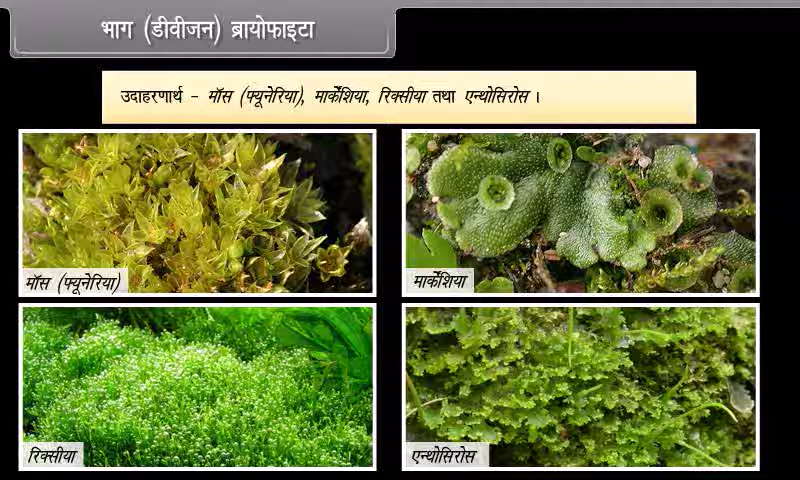 भाग (डीवीजन) ब्रायोफाइटा
उदाहरणार्थ - मॉस (फ्यूनेरिया), मार्केंशिया, रिक्सीया तथा एन्थोसिरोस ।
मॉस (फ्यूनेरिया)
मार्केंशिया
रिक्सीया
एन्थोसिरोस